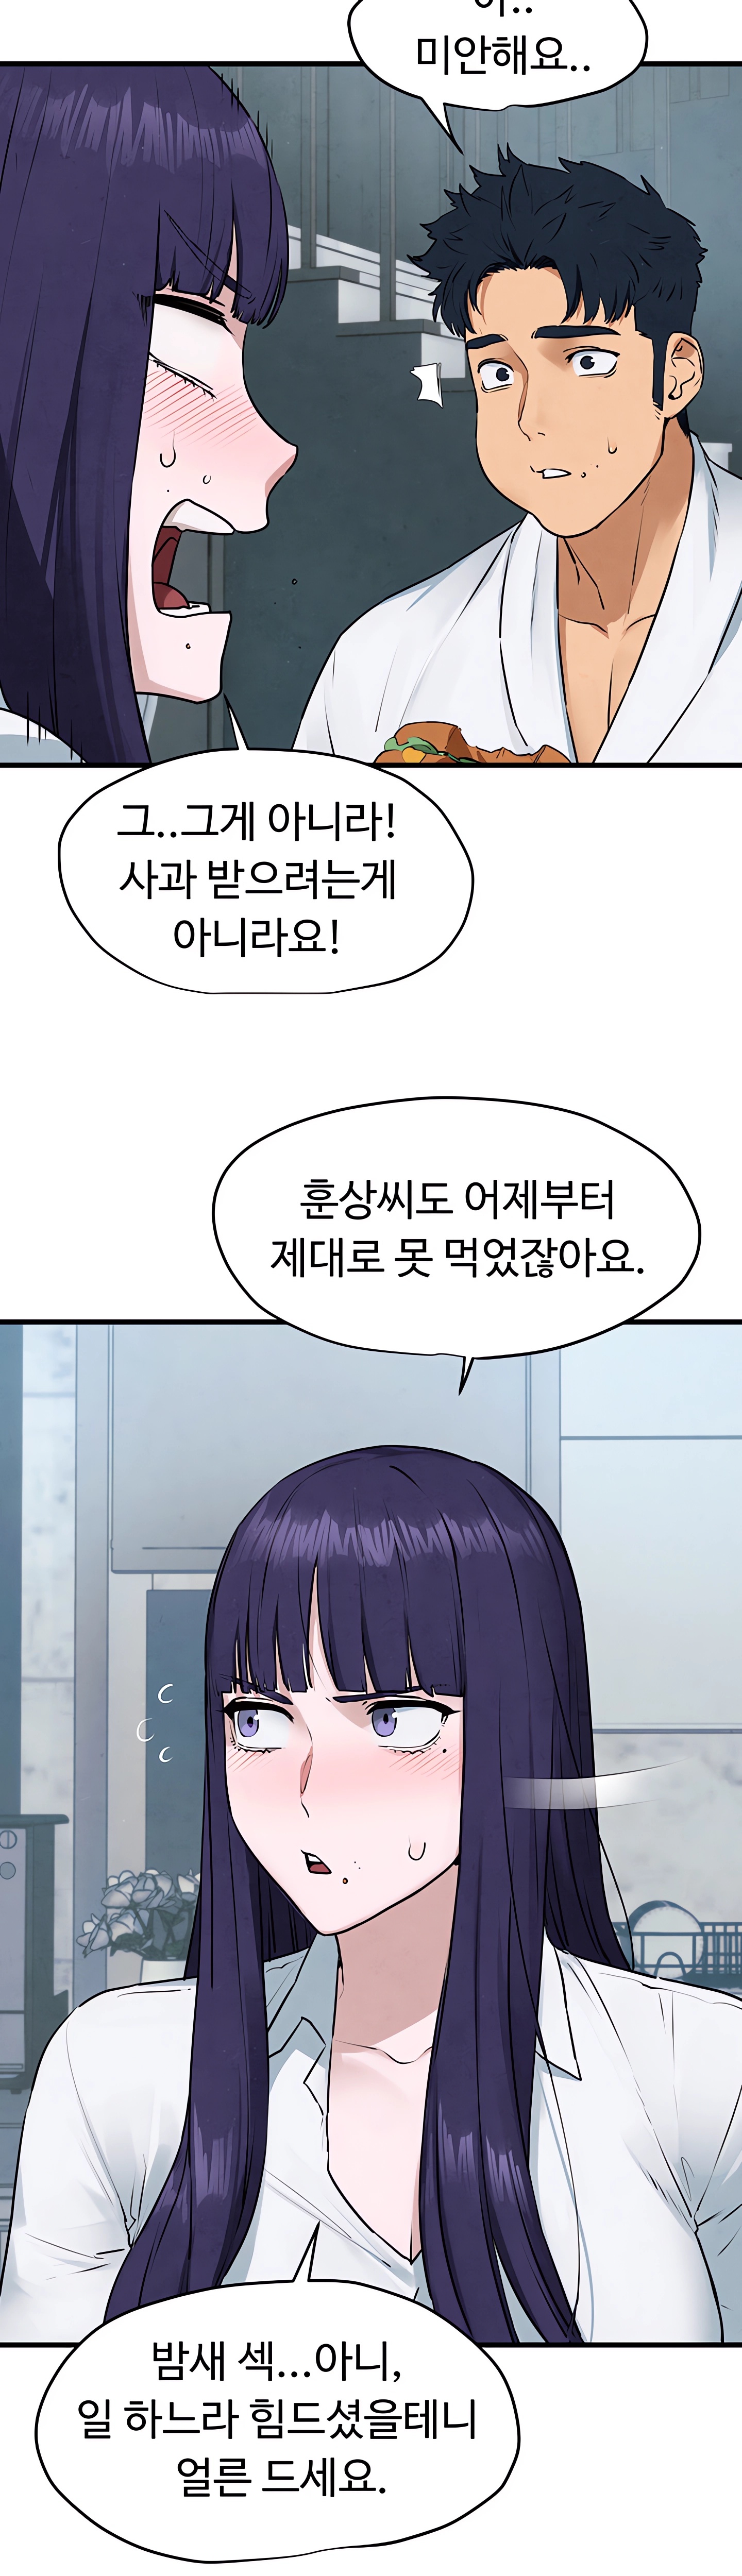 미안해요..
그..그게 아니라!
사과 받으려는게
아니라요!
훈상씨도 어제부터
제대로 못 먹었잖아요.
밤새 섹...아니,
일 하느라 힘드셨을테니
얼른 드세요.